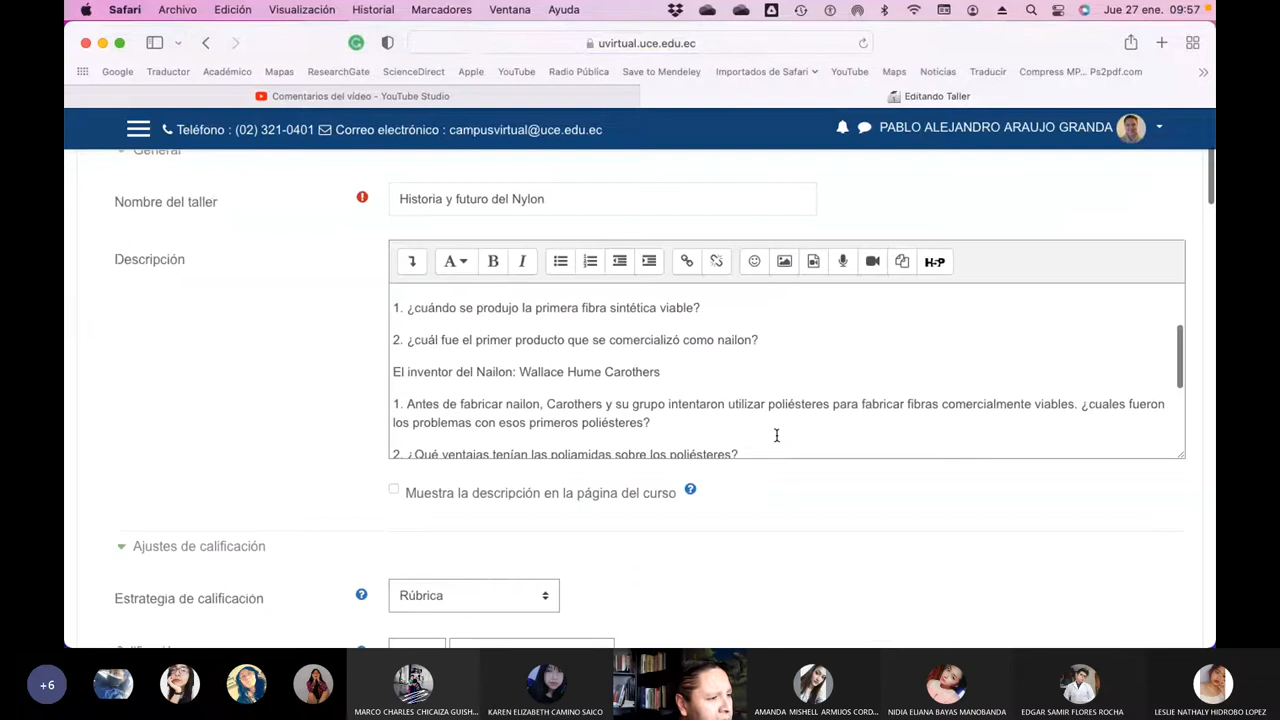 Safari Archivo Edición Visualización Historial Marcadores Ventana Ayuda Jue 27 ene. 09:57
uvirtual.uce.edu.ec
Google Traductor Académico Mapas ResearchGate ScienceDirect Apple YouTube Radio Pública Save to Mendeley Importados de Safari YouTube Maps Noticias Traducir Compress MP... Ps2pdf.com
Comentarios del vídeo - YouTube Studio Editando Taller
Teléfono : (02) 321-0401 Correo electrónico : campusvirtual@uce.edu.ec PABLO ALEJANDRO ARAUJO GRANDA
General
Nombre del taller Historia y futuro del Nylon
Descripción
A B I H-P
1. ¿cuándo se produjo la primera fibra sintética viable?
2. ¿cuál fue el primer producto que se comercializó como nailon?
El inventor del Nailon: Wallace Hume Carothers
1. Antes de fabricar nailon, Carothers y su grupo intentaron utilizar poliésteres para fabricar fibras comercialmente viables. ¿cuales fueron
los problemas con esos primeros poliésteres?
2. ¿Qué ventajas tenían las poliamidas sobre los poliésteres?
Muestra la descripción en la página del curso
Ajustes de calificación
Estrategia de calificación Rúbrica
+6 MARCO CHARLES CHICAIZA GUISH... KAREN ELIZABETH CAMINO SAICO AMANDA MISHELL ARMIJOS CORD... NIDIA ELIANA BAYAS MANOBANDA EDGAR SAMIR FLORES ROCHA LESLIE NATHALY HIDROBO LOPEZ